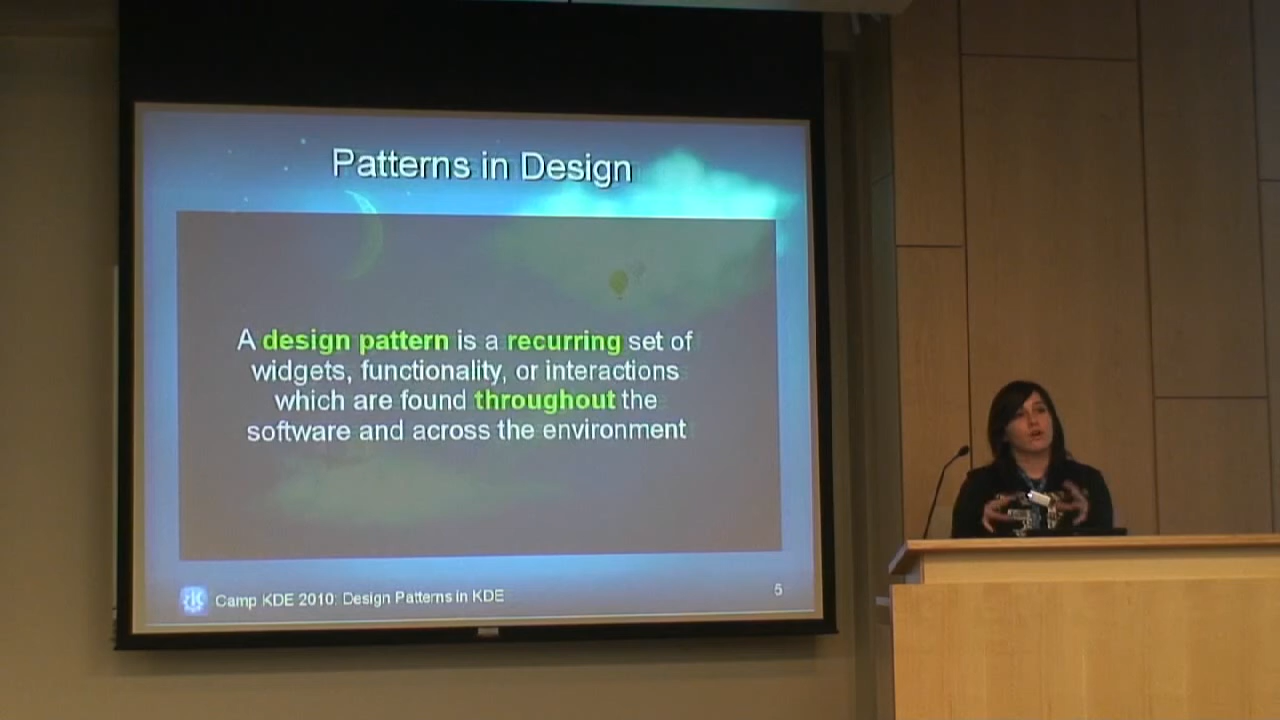 Patterns in Design
A design pattern is a recurring set of
widgets, functionality, or interactions
which are found throughout the
software and across the environment
Camp KDE 2010: Design Patterns in KDE
5